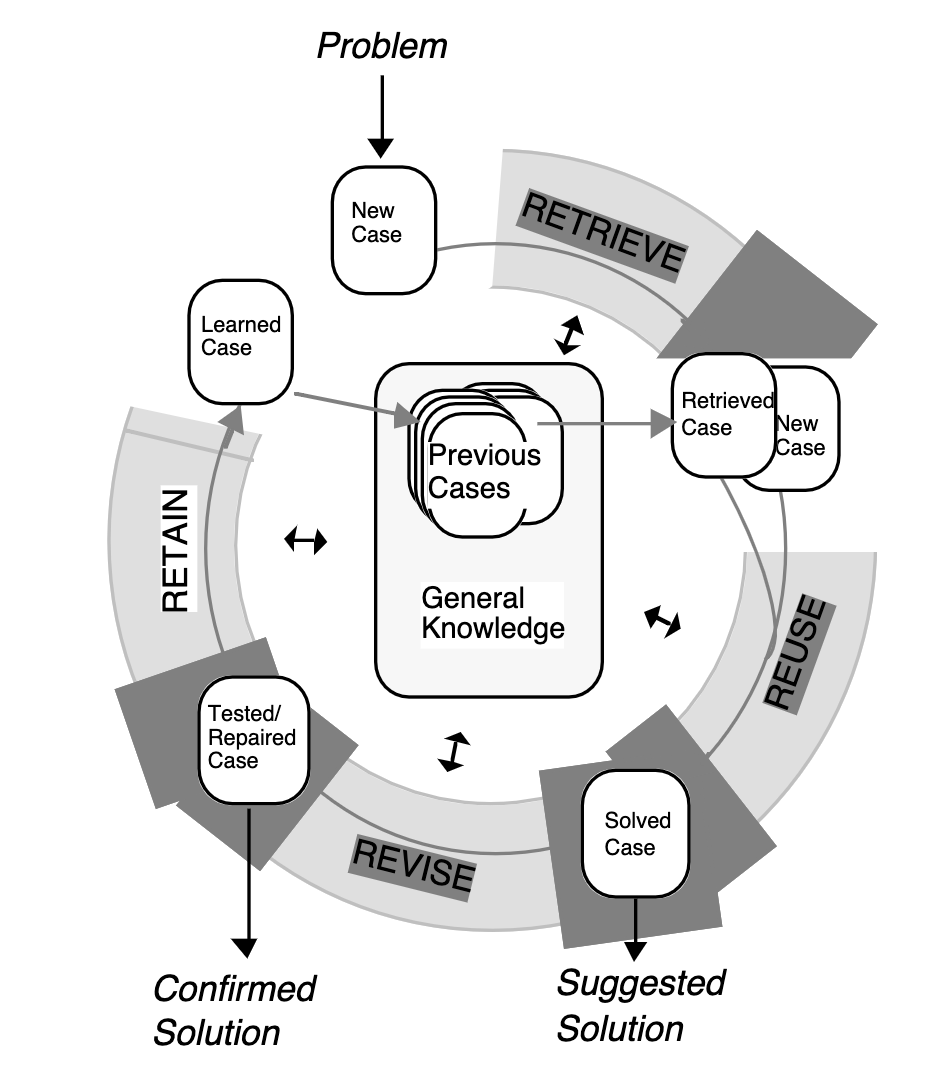 Problem
New
Case
RETRIEVE
Learned
Case
Retrieved
Case
New
Case
Previous
Cases
RETAIN
General
Knowledge
REUSE
Tested/
Repaired
Case
Solved
Case
REVISE
Confirmed
Solution
Suggested
Solution